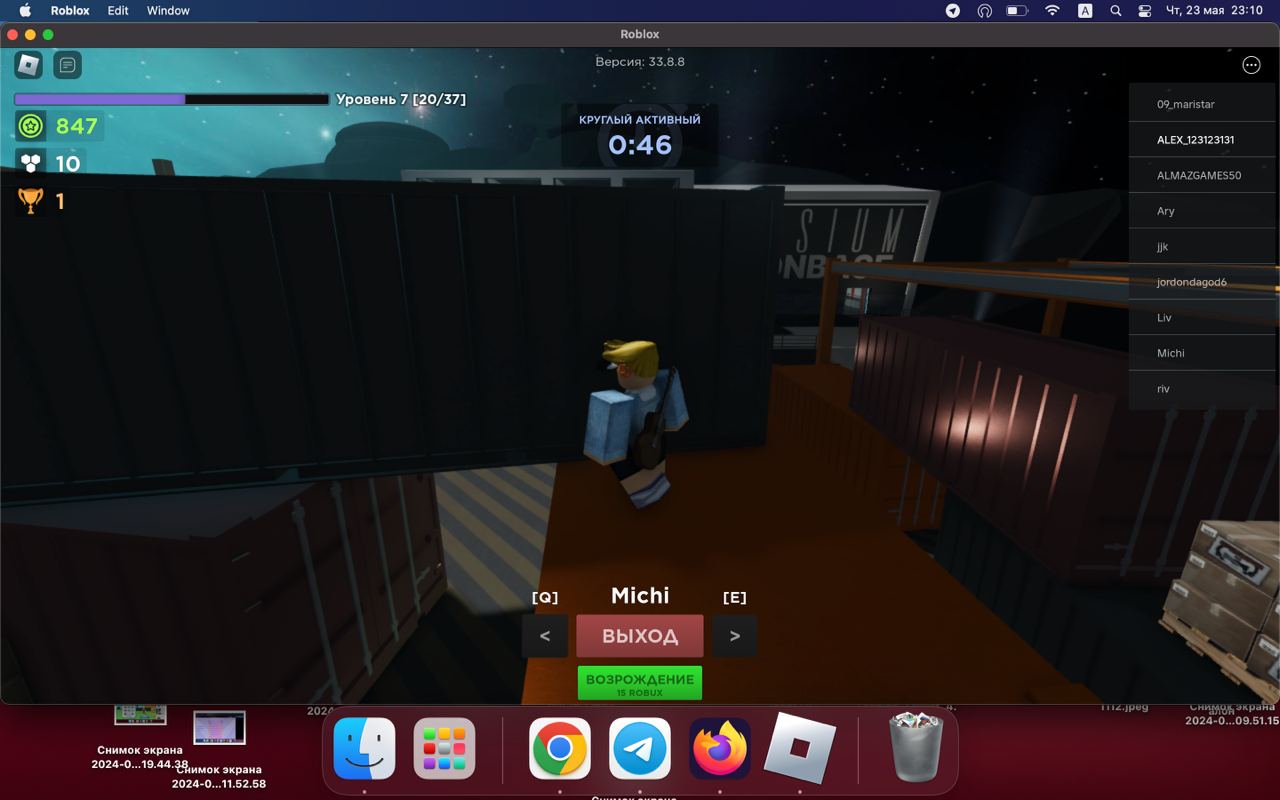 Roblox Edit Window
A
Чт, 23 мая 23:10
Roblox
Версия: 33.8.8
Уровень 7 [20/37]
847
10
1
КРУГЛЫЙ АКТИВНЫЙ
0:46
SIUM
09_maristar
ALEX_123123131
ALMAZGAMES50
Ary
jjk
jordondagod6
Liv
Michi
riv
[Q] Michi [E]
< ВЫХОД >
ВОЗРОЖДЕНИЕ
15 ROBUX
Снимок экрана
2024-0...19.44.38
Снимок экрана
2024-0...11.52.58
2024
1112.jpeg
Снимок экрана
2024-0...09.51.15